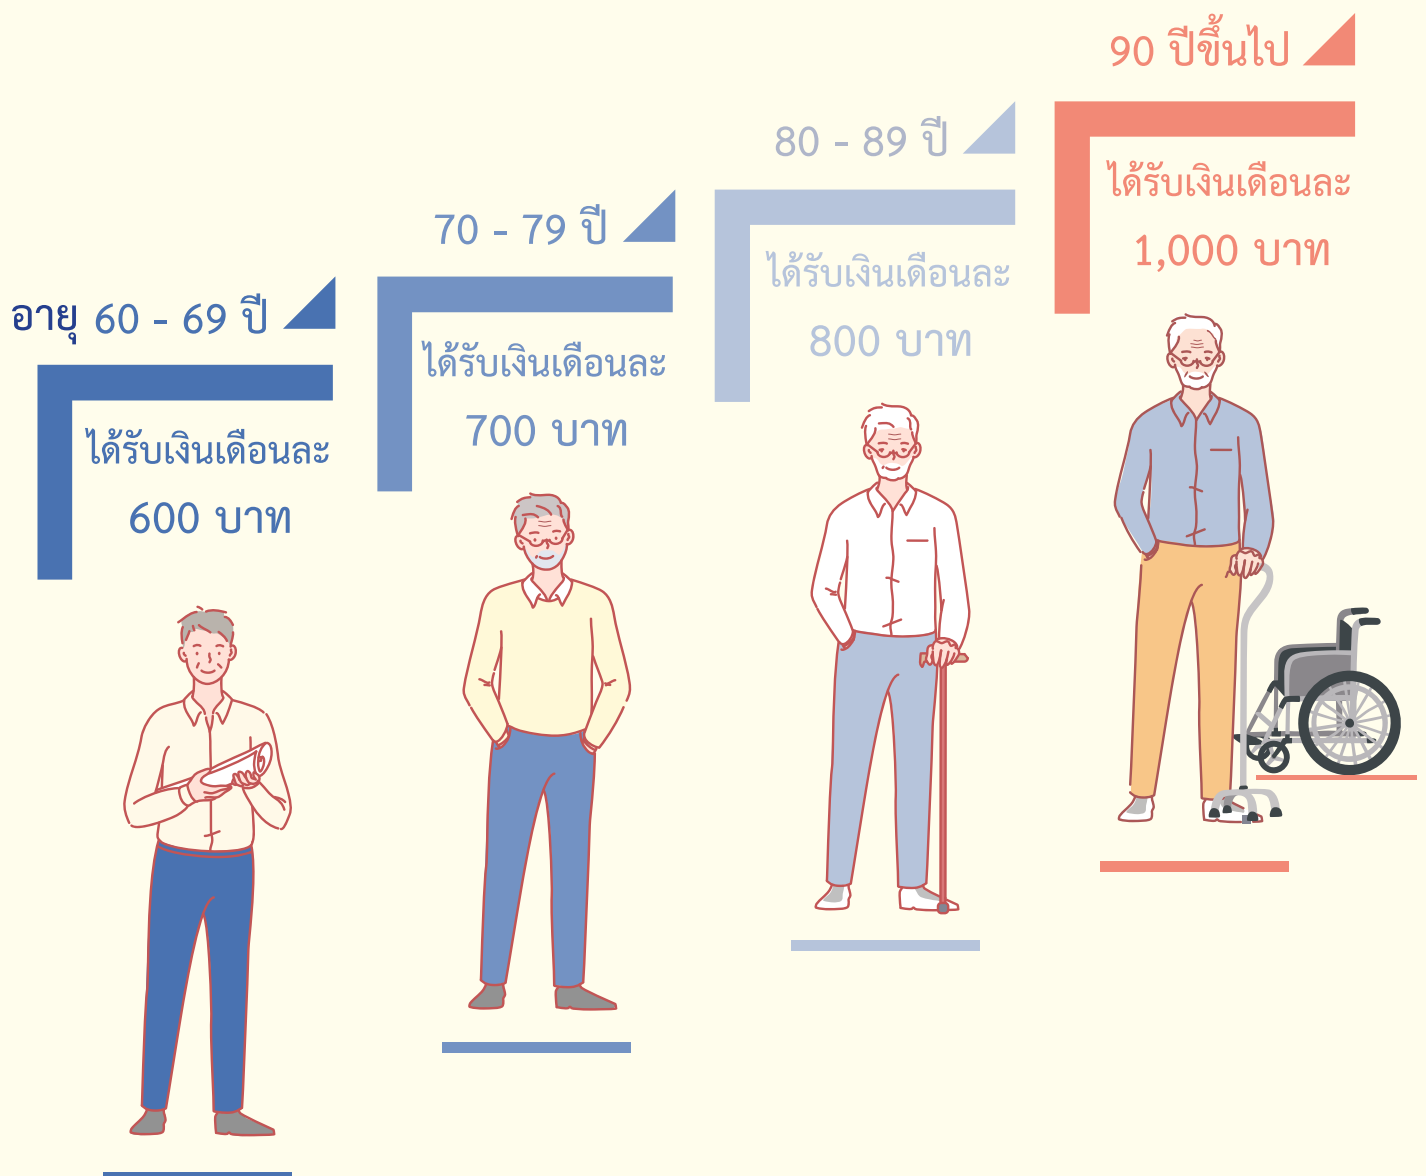 อายุ 60 - 69 ปี
ได้รับเงินเดือนละ
600 บาท
70 - 79 ปี
ได้รับเงินเดือนละ
700 บาท
80 - 89 ปี
ได้รับเงินเดือนละ
800 บาท
90 ปีขึ้นไป
ได้รับเงินเดือนละ
1,000 บาท